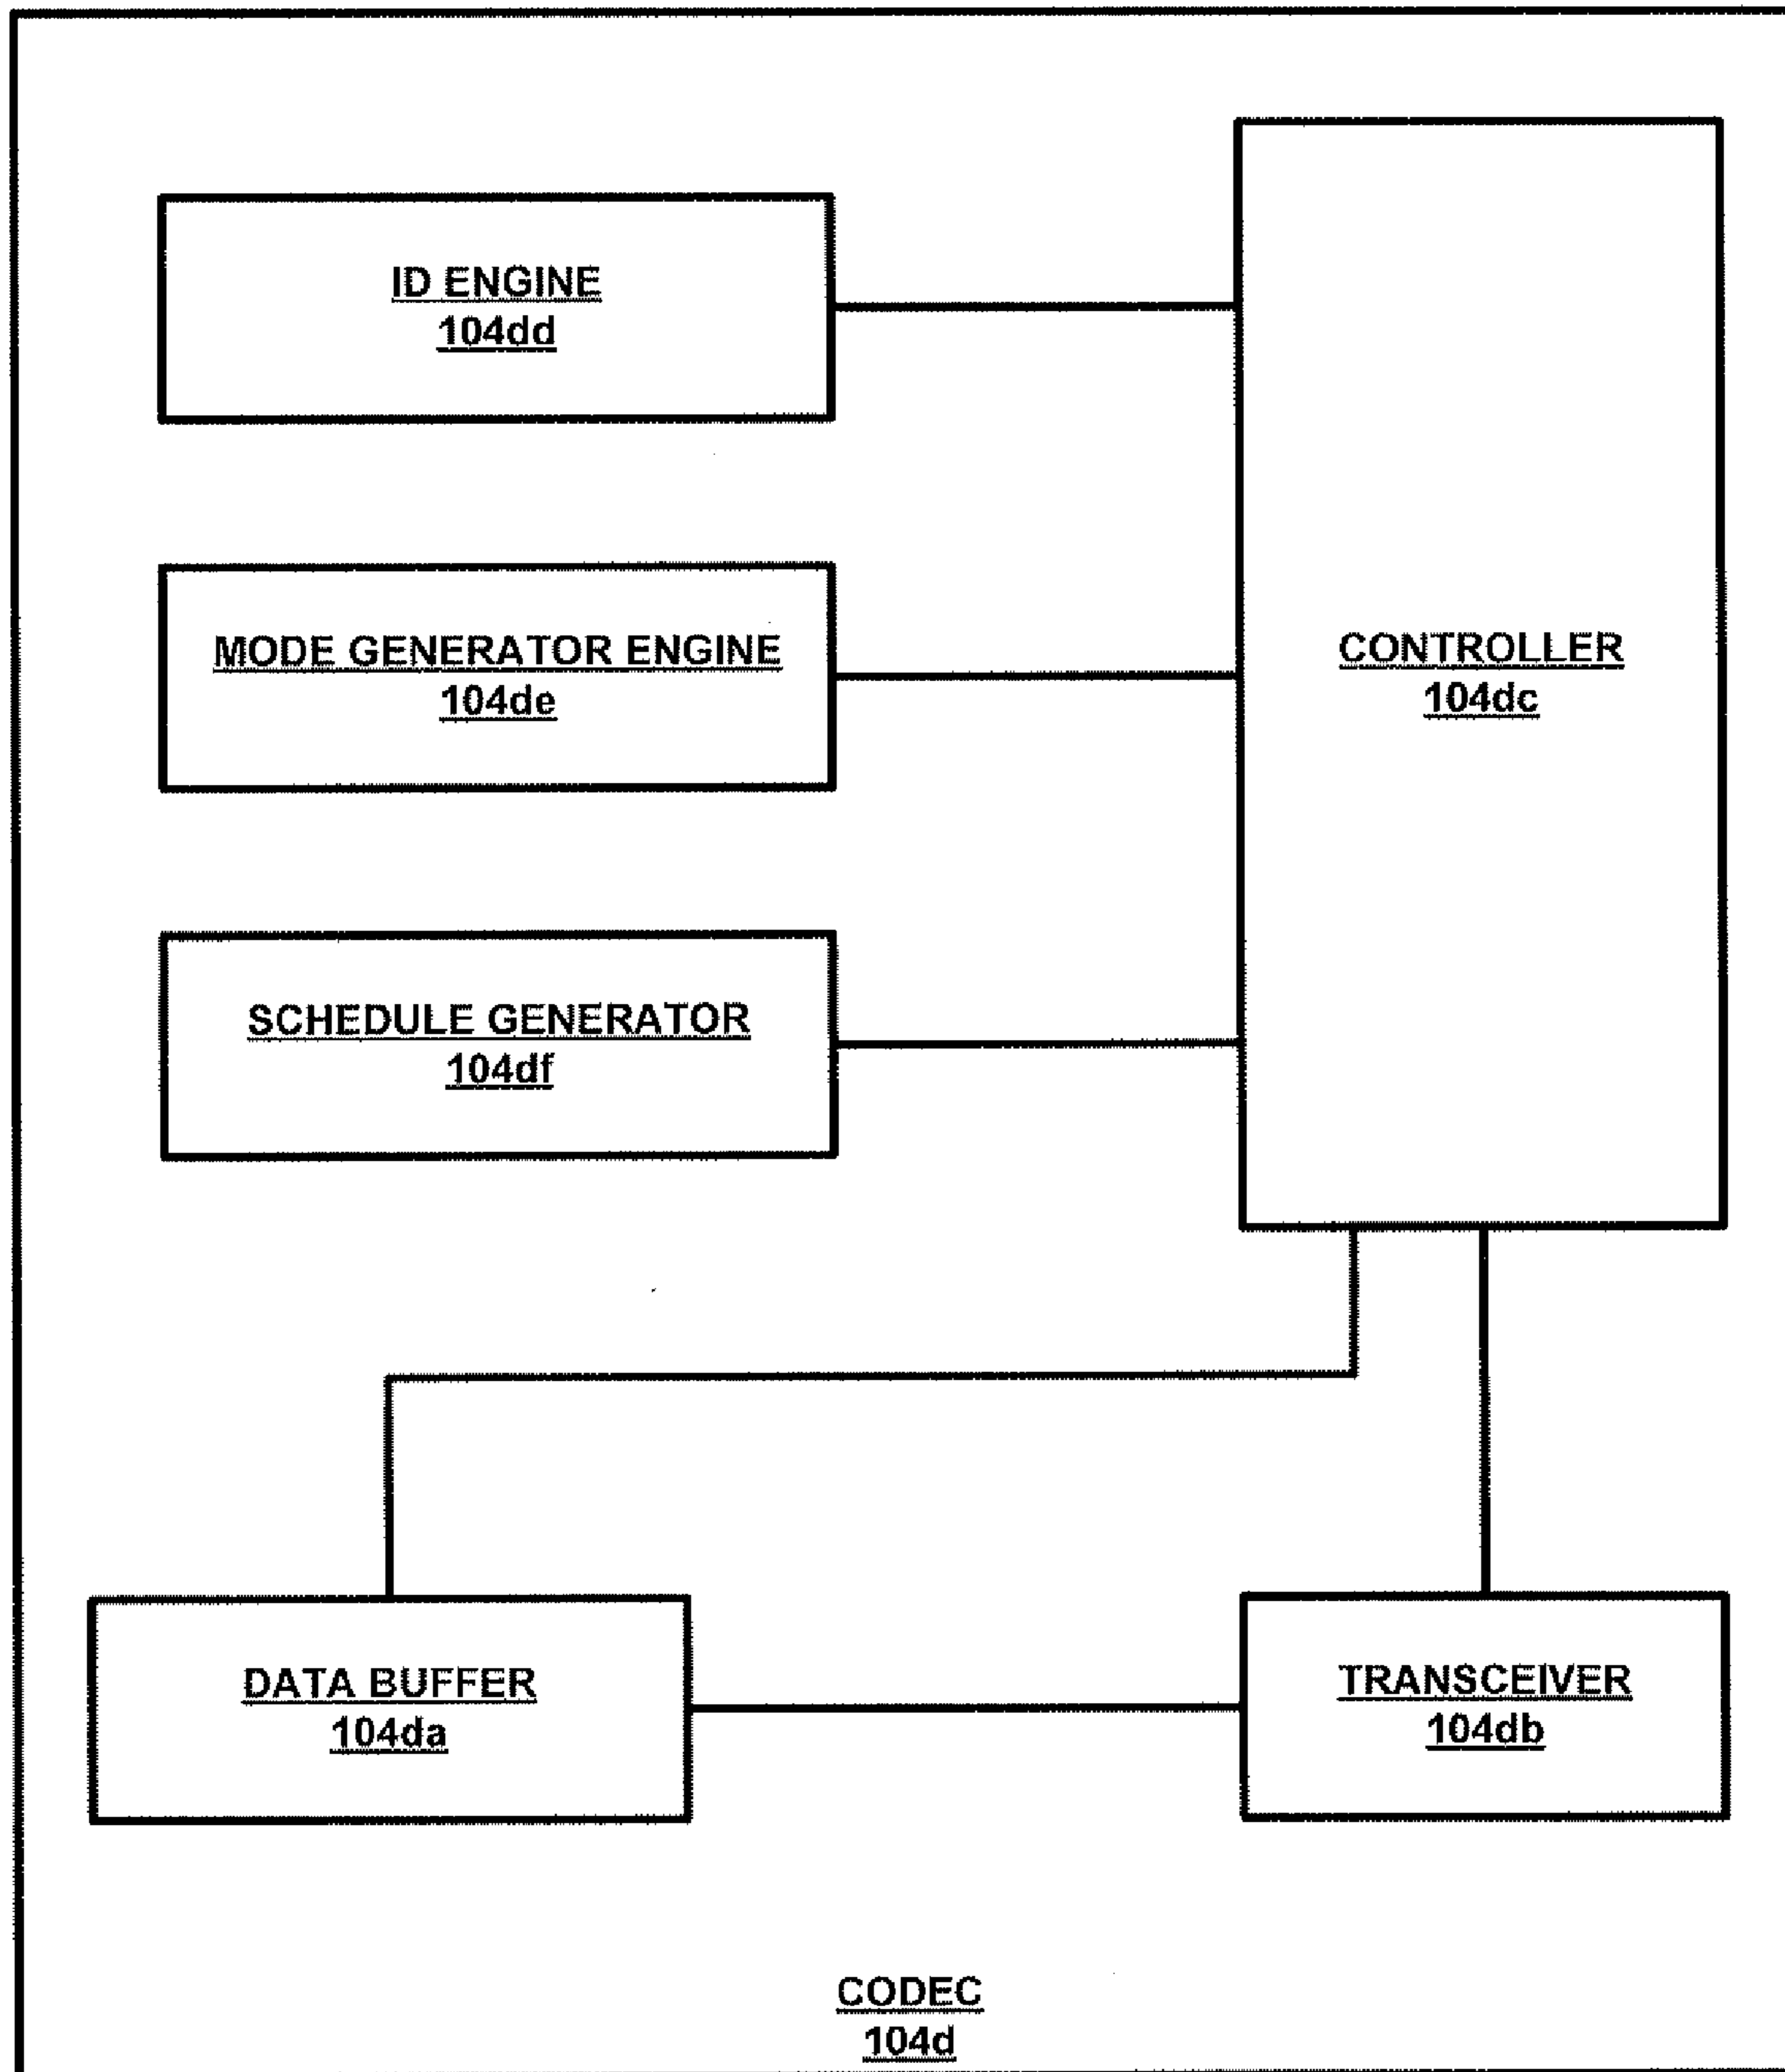 ID ENGINE
104dd
MODE GENERATOR ENGINE
104de
CONTROLLER
104dc
SCHEDULE GENERATOR
104df
DATA BUFFER
104da
TRANSCEIVER
104db
CODEC
104d